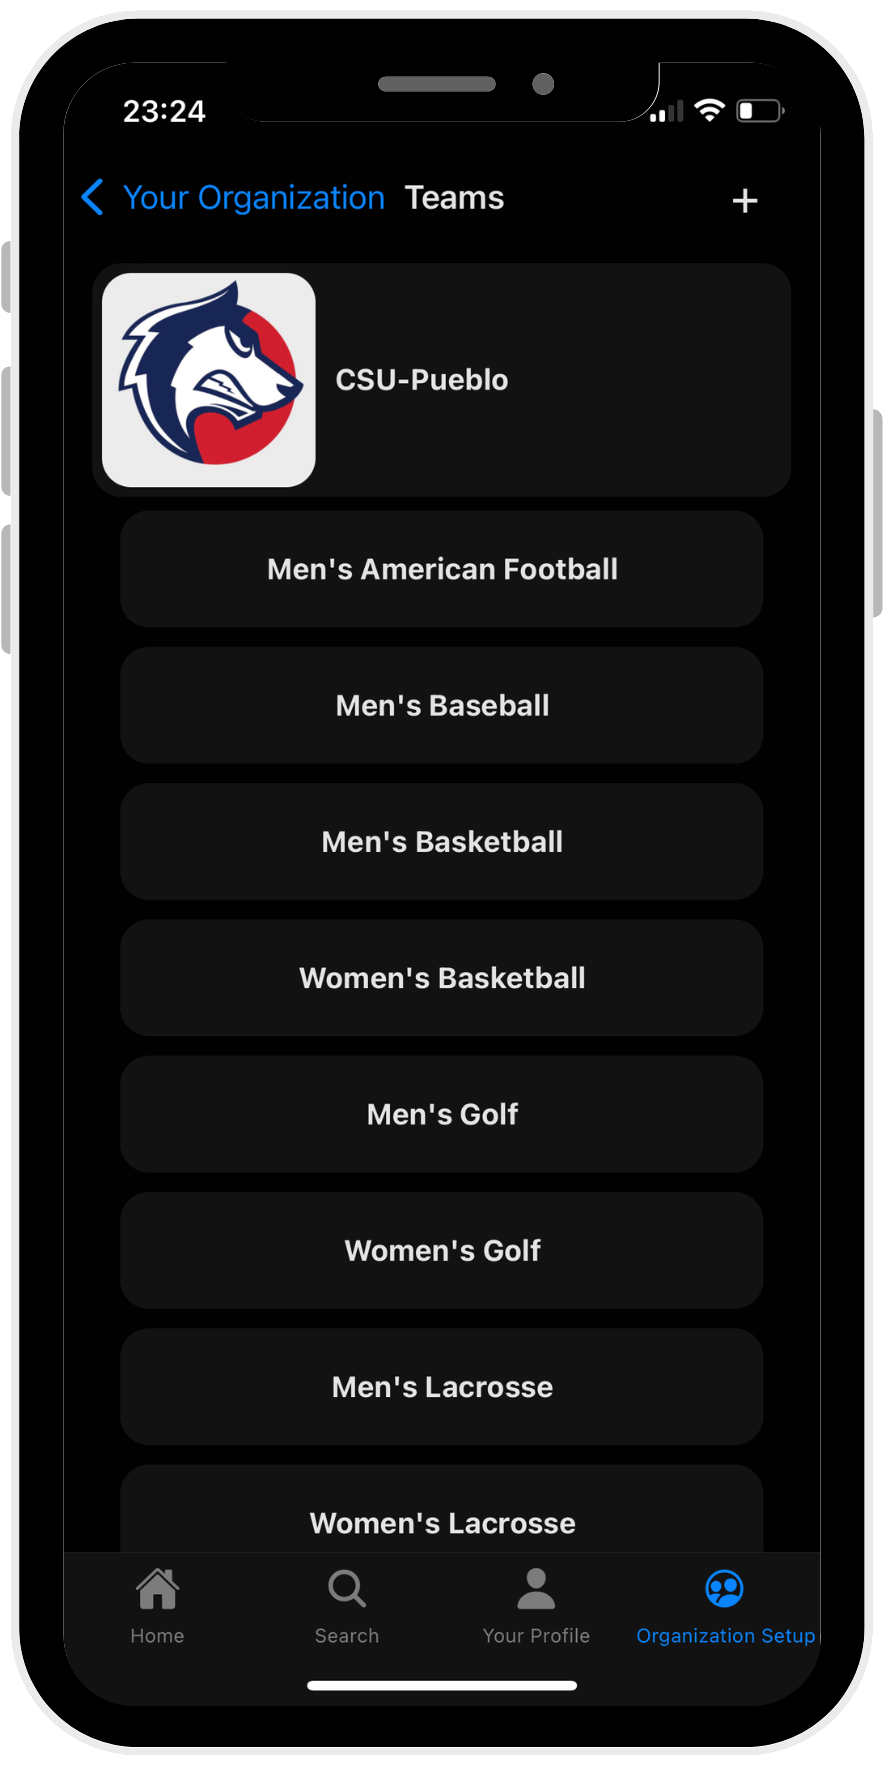 23:24
Your Organization Teams +
CSU-Pueblo
Men's American Football
Men's Baseball
Men's Basketball
Women's Basketball
Men's Golf
Women's Golf
Men's Lacrosse
Women's Lacrosse
Home Search Your Profile Organization Setup